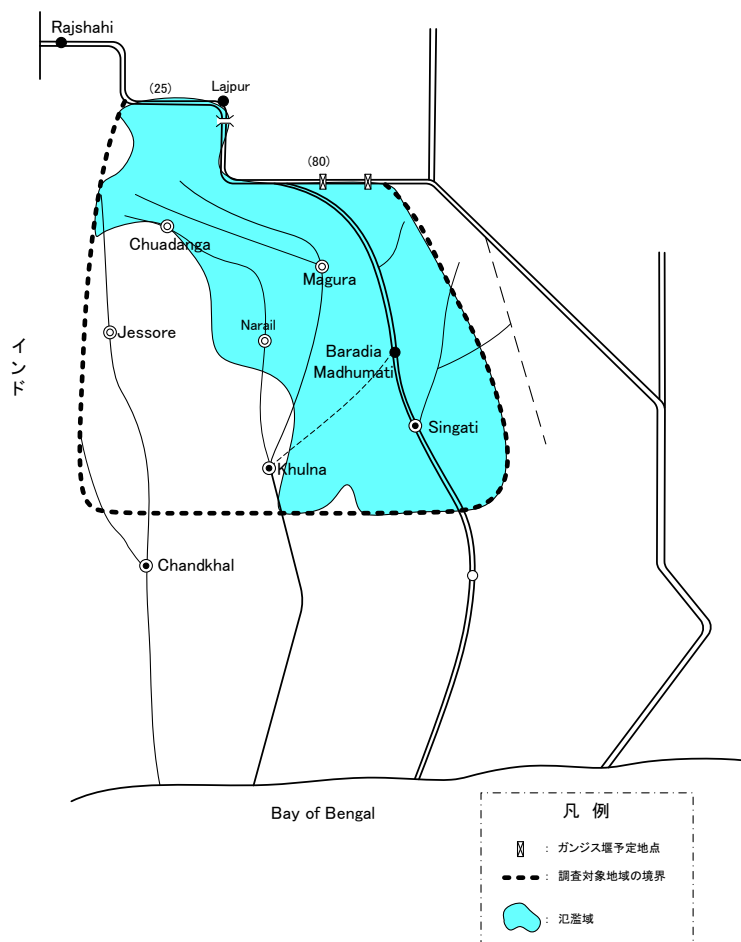 Rajshahi
(25)
Lajpur
(80)
Chuadanga
Magura
Jessore
Narail
インド
Baradia
Madhumati
Singati
Khulna
Chandkhal
Bay of Bengal
凡 例
: ガンジス堰予定地点
: 調査対象地域の境界
: 氾濫域